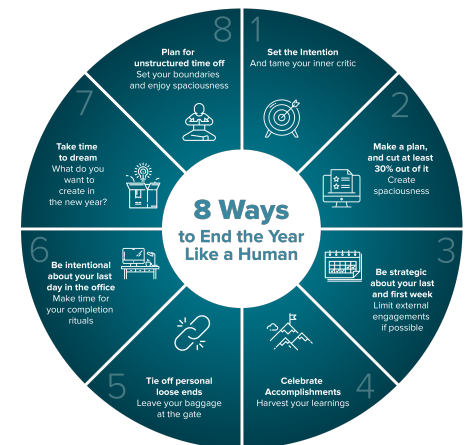 8 Ways
to End the Year
Like a Human
1
Set the Intention
And tame your inner critic
2
Make a plan,
and cut at least
30% out of it
Create
spaciousness
3
Be strategic
about your last
and first week
Limit external
engagements
if possible
4
Celebrate
Accomplishments
Harvest your learnings
5
Tie off personal
loose ends
Leave your baggage
at the gate
6
Be intentional
about your last
day in the office
Make time for
your completion
rituals
7
Take time
to dream
What do you
want to
create in
the new year?
8
Plan for
unstructured time off
Set your boundaries
and enjoy spaciousness